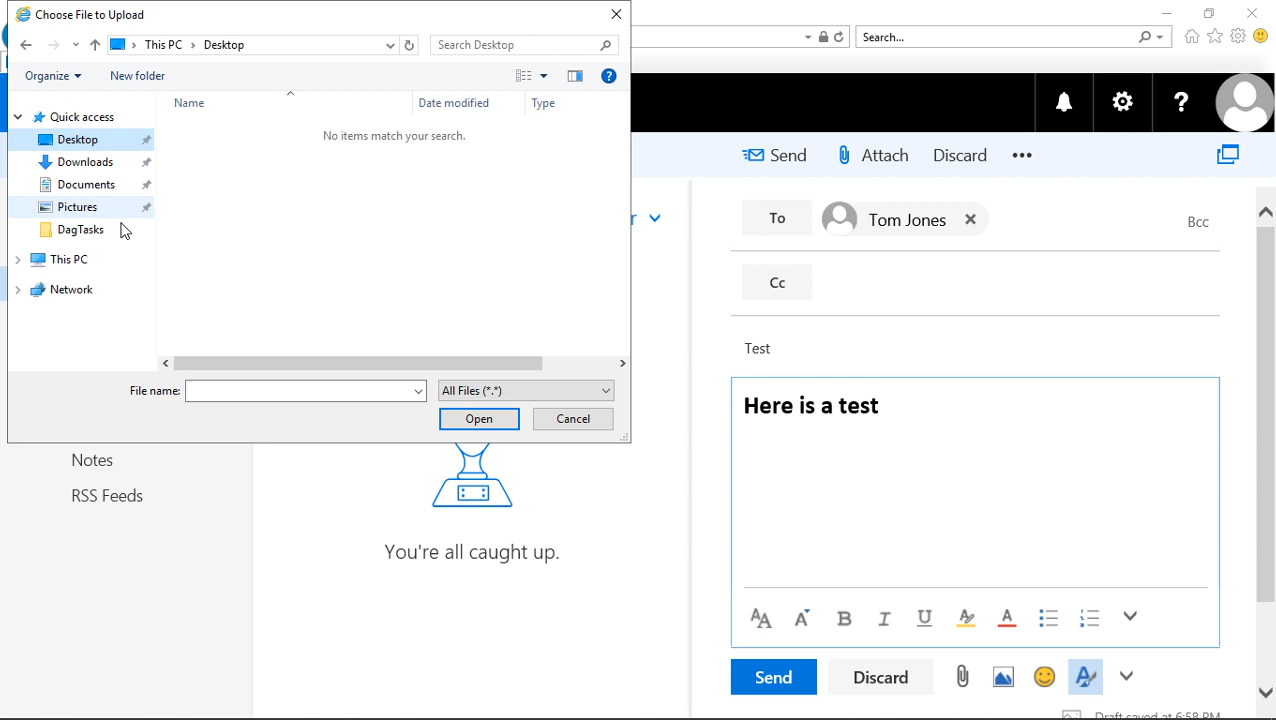 Choose File to Upload
This PC
Desktop
Search Desktop
Search...
Organize
New folder
Name
Date modified
Type
No items match your search.
Quick access
Desktop
Downloads
Documents
Pictures
DagTasks
This PC
Network
File name:
All Files (*.*)
Open
Cancel
Notes
RSS Feeds
You're all caught up.
Send
Attach
Discard
To
Tom Jones
Bcc
Cc
Test
Here is a test
Send
Discard
Draft saved at 6:58 PM